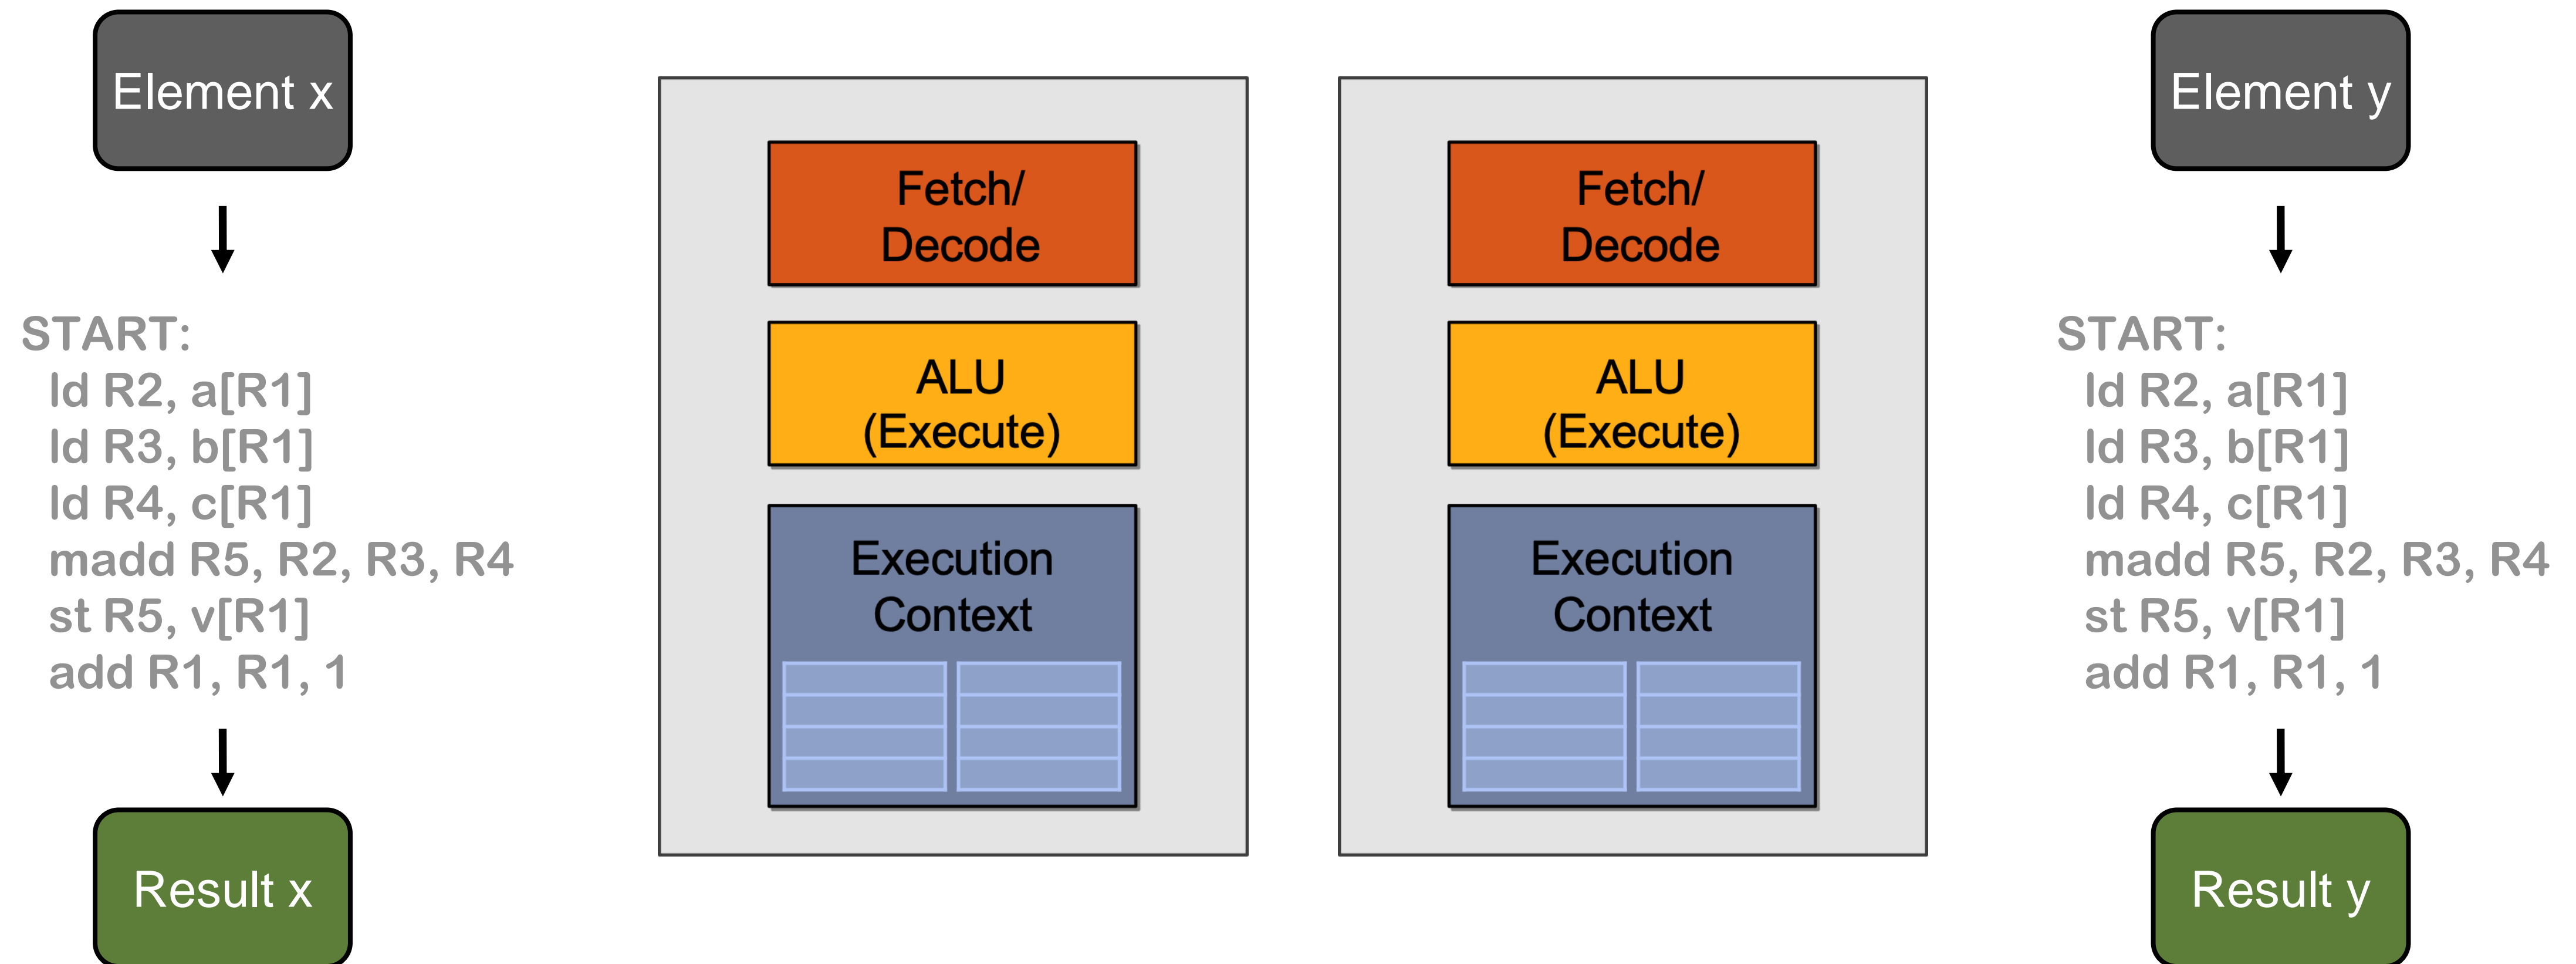 Element x
START:
ld R2, a[R1]
ld R3, b[R1]
ld R4, c[R1]
madd R5, R2, R3, R4
st R5, v[R1]
add R1, R1, 1
Result x
Fetch/
Decode
ALU
(Execute)
Execution
Context
Fetch/
Decode
ALU
(Execute)
Execution
Context
Element y
START:
ld R2, a[R1]
ld R3, b[R1]
ld R4, c[R1]
madd R5, R2, R3, R4
st R5, v[R1]
add R1, R1, 1
Result y